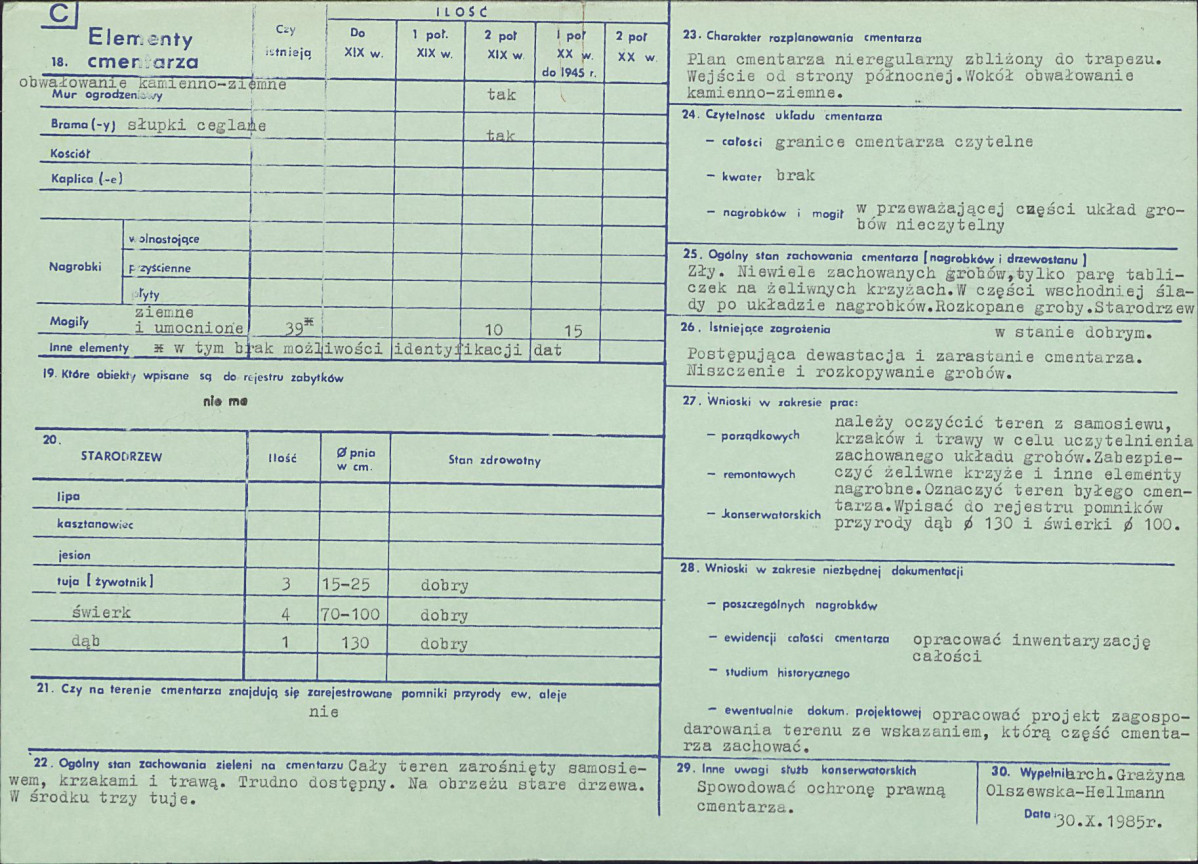 C
18. Elementy cmentarza
Czy istnieją
ILOŚĆ
Do XIX w.
1 poł. XIX w.
2 poł XIX w
I poł XX w. do 1945 r.
2 poł XX w
obwałowanie kamienno-ziemne
Mur ogrodzeniowy tak
Brama (-y) słupki ceglane tak
Kościół
Kaplica (-e)
Nagrobki
wolnostojące
przyścienne
płyty
ziemne
Mogiły i umocnione 39* 10 15
Inne elementy * w tym brak możliwości identyfikacji dat
19. Które obiekty wpisane są do rejestru zabytków
nie ma
20.
STARODRZEW Ilość Ø pnia w cm. Stan zdrowotny
lipa
kasztanowiec
jesion
tuja [żywotnik] 3 15-25 dobry
świerk 4 70-100 dobry
dąb 1 130 dobry
21. Czy na terenie cmentarza znajdują się zarejestrowane pomniki przyrody ew. aleje
nie
22. Ogólny stan zachowania zieleni na cmentarzu Cały teren zarośnięty samosie-
wem, krzakami i trawą. Trudno dostępny. Na obrzeżu stare drzewa.
W środku trzy tuje.
23. Charakter rozplanowania cmentarza
Plan cmentarza nieregularny zbliżony do trapezu.
Wejście od strony północnej.Wokół obwałowanie
kamienno-ziemne.
24. Czytelność układu cmentarza
- całości granice cmentarza czytelne
- kwater brak
- nagrobków i mogił w przeważającej części układ gro-
bów nieczytelny
25. Ogólny stan zachowania cmentarza [nagrobków i drzewostanu]
Zły. Niewiele zachowanych grobów,tylko parę tabli-
czek na żeliwnych krzyżach.W części wschodniej śla-
dy po układzie nagrobków.Rozkopane groby.Starodrzew
26. Istniejące zagrożenia w stanie dobrym.
Postępująca dewastacja i zarastanie cmentarza.
Niszczenie i rozkopywanie grobów.
27. Wnioski w zakresie prac:
- porządkowych
- remontowych
- konserwatorskich
należy oczyćcić teren z samosiewu,
krzaków i trawy w celu uczytelnienia
zachowanego układu grobów.Zabezpie-
czyć żeliwne krzyże i inne elementy
nagrobne.Oznaczyć teren byłego cmen-
tarza.Wpisać do rejestru pomników
przyrody dąb ø 130 i świerki ø 100.
28. Wnioski w zakresie niezbędnej dokumentacji
- poszczególnych nagrobków
- ewidencji całości cmentarza opracować inwentaryzację
całości
- studium historycznego
- ewentualnie dokum. projektowej opracować projekt zagospo-
darowania terenu ze wskazaniem, którą część cmenta-
rza zachować.
29. Inne uwagi służb konserwatorskich
Spowodować ochronę prawną
cmentarza.
30. Wypełnił arch.Grażyna
Olszewska-Hellmann
Data 30.X.1985r.